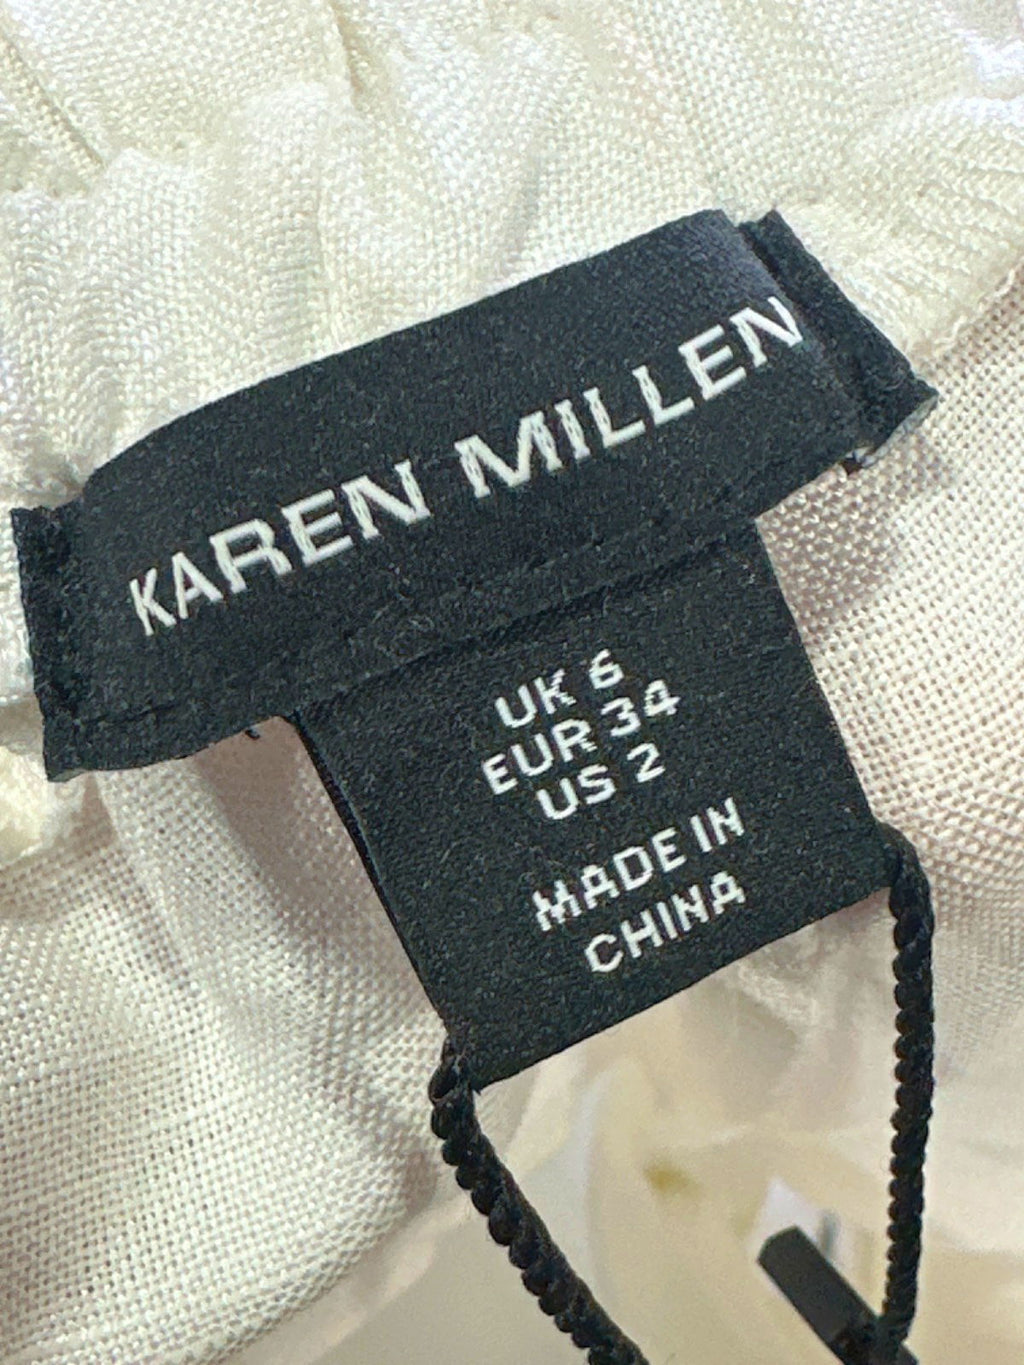 KAREN MILLEN
UK 6
EUR 34
US 2
MADE IN
CHINA